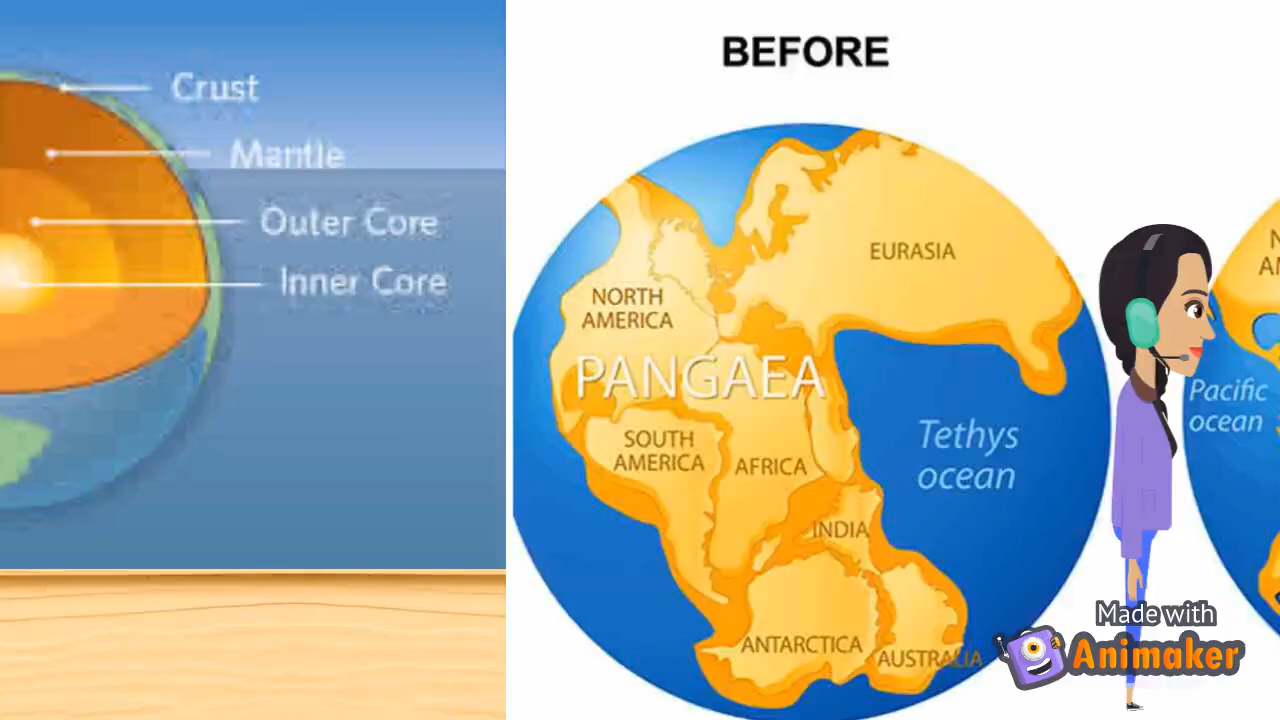 Crust
Mantle
Outer Core
Inner Core
BEFORE
EURASIA
NORTH
AMERICA
PANGAEA
SOUTH
AMERICA
AFRICA
Tethys
ocean
INDIA
ANTARCTICA
AUSTRALIA
Pacific
ocean
Made with
Animaker